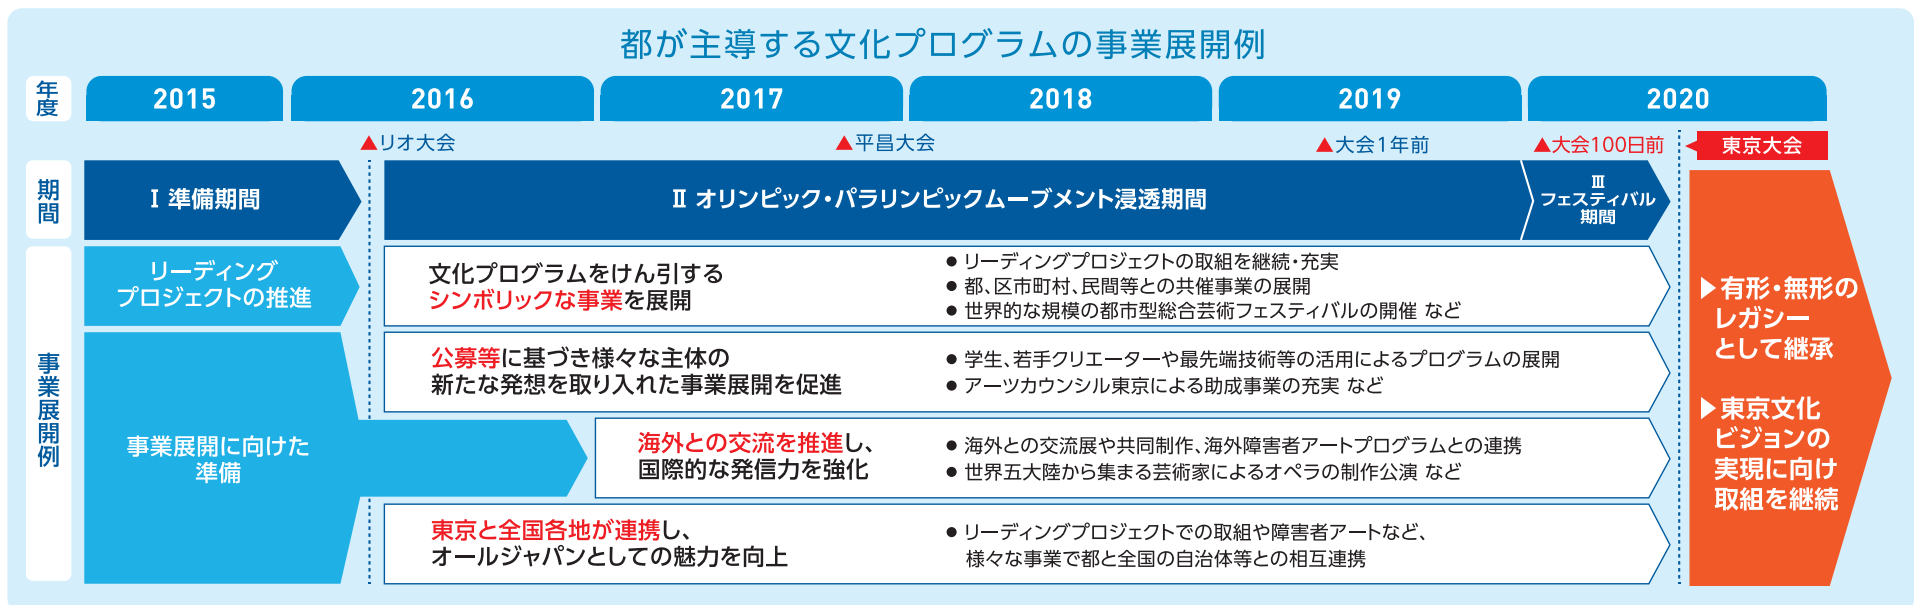 都が主導する文化プログラムの事業展開例
年度
2015
2016
2017
2018
2019
2020
▲リオ大会
▲平昌大会
▲大会1年前
▲大会100日前
東京大会
期間
Ⅰ 準備期間
Ⅱ オリンピック・パラリンピックムーブメント浸透期間
Ⅲ
フェスティバル
期間
事業展開例
リーディング
プロジェクトの推進
文化プログラムをけん引する
シンボリックな事業を展開
● リーディングプロジェクトの取組を継続・充実
● 都、区市町村、民間等との共催事業の展開
● 世界的な規模の都市型総合芸術フェスティバルの開催 など
事業展開に向けた
準備
公募等に基づき様々な主体の
新たな発想を取り入れた事業展開を促進
● 学生、若手クリエーターや最先端技術等の活用によるプログラムの展開
● アーツカウンシル東京による助成事業の充実 など
海外との交流を推進し、
国際的な発信力を強化
● 海外との交流展や共同制作、海外障害者アートプログラムとの連携
● 世界五大陸から集まる芸術家によるオペラの制作公演 など
東京と全国各地が連携し、
オールジャパンとしての魅力を向上
● リーディングプロジェクトでの取組や障害者アートなど、
様々な事業で都と全国の自治体等との相互連携
▶有形・無形の
レガシー
として継承
▶東京文化
ビジョンの
実現に向け
取組を継続